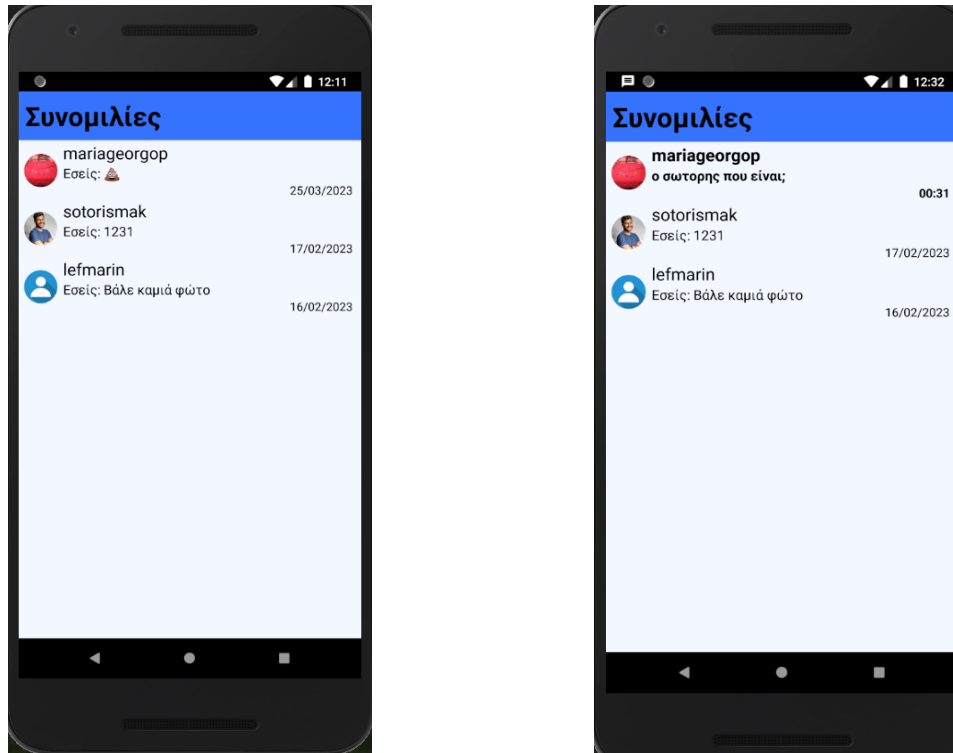 12:11
Συνομιλίες
mariageorgop
Εσείς: 💩
25/03/2023
sotorismak
Εσείς: 1231
17/02/2023
lefmarin
Εσείς: Βάλε καμιά φώτο
16/02/2023
12:32
Συνομιλίες
mariageorgop
ο σωτορης που είναι;
00:31
sotorismak
Εσείς: 1231
17/02/2023
lefmarin
Εσείς: Βάλε καμιά φώτο
16/02/2023